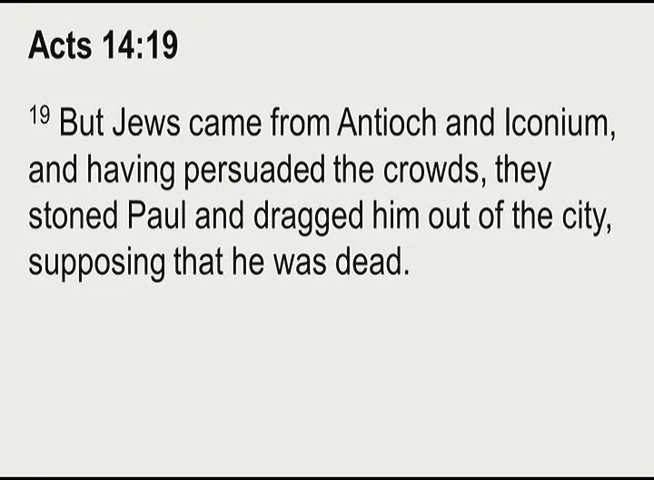 Acts 14:19
19 But Jews came from Antioch and Iconium,
and having persuaded the crowds, they
stoned Paul and dragged him out of the city,
supposing that he was dead.